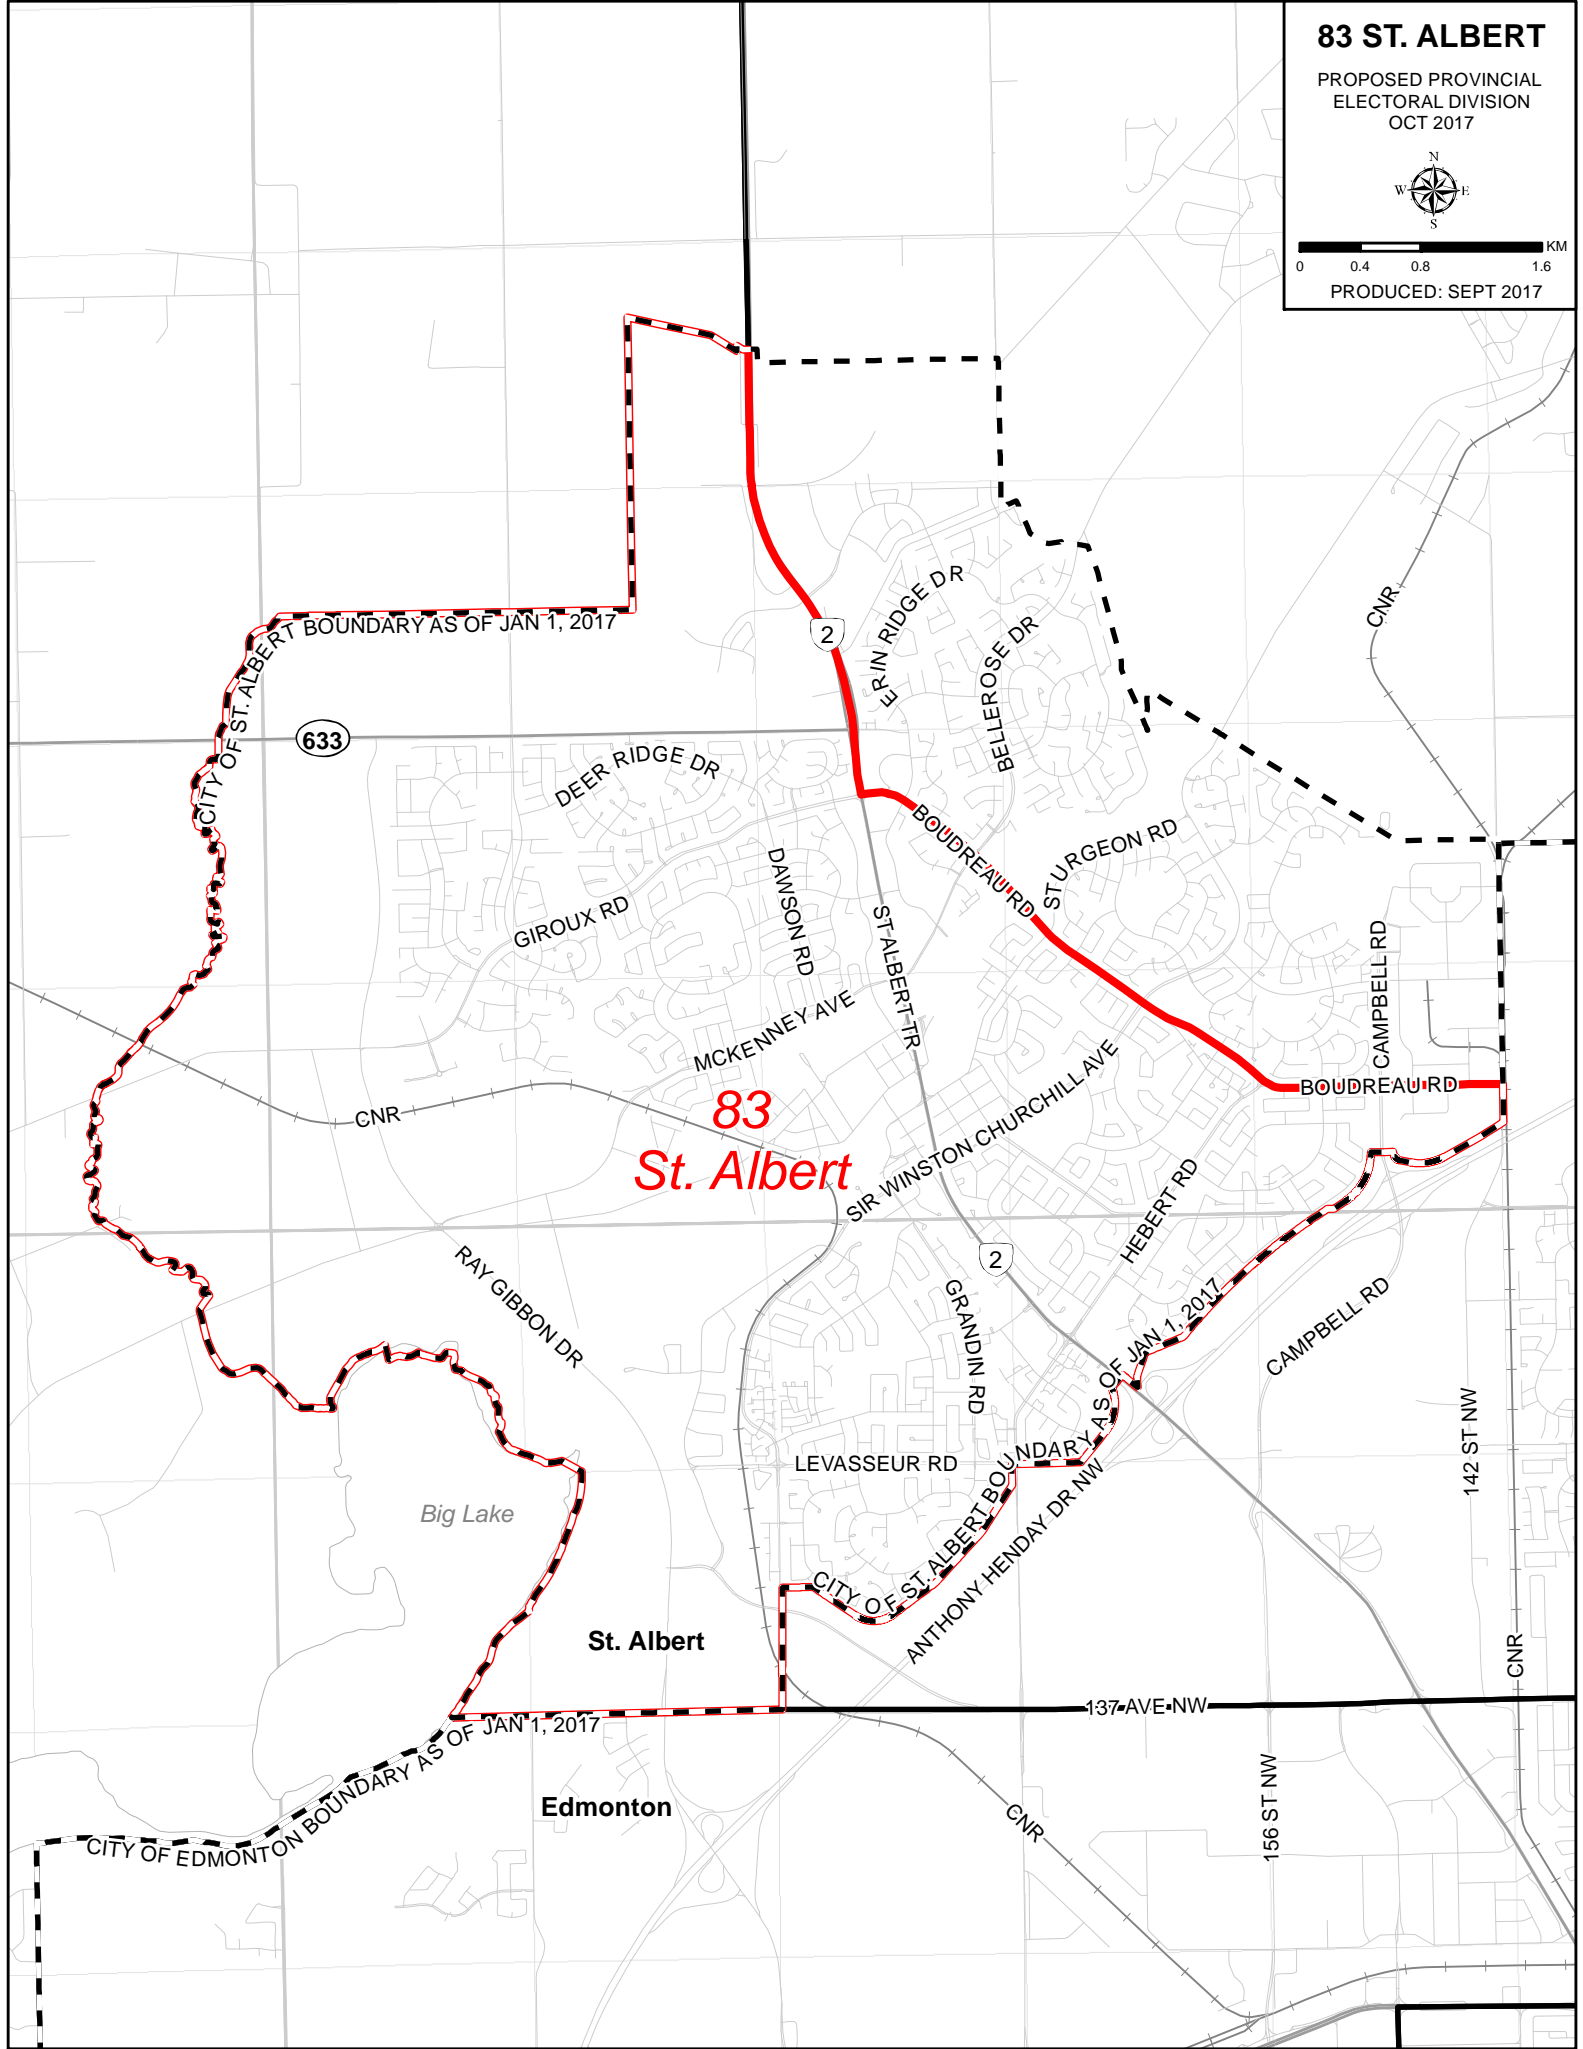 83 ST. ALBERT
PROPOSED PROVINCIAL
ELECTORAL DIVISION
OCT 2017
N
W E
S
KM
0 0.4 0.8 1.6
PRODUCED: SEPT 2017
CITY OF ST. ALBERT BOUNDARY AS OF JAN 1, 2017
2
ERIN RIDGE DR
BELLEROSE DR
CNR
633
DEER RIDGE DR
BOUDREAU RD
STURGEON RD
DAWSON RD
GIROUX RD
ST ALBERT TR
CAMPBELL RD
MCKENNEY AVE
SIR WINSTON CHURCHILL AVE
BOUDREAU RD
CNR
83
St. Albert
HEBERT RD
RAY GIBBON DR
2
GRANDIN RD
CAMPBELL RD
142 ST NW
LEVASSEUR RD
CITY OF ST. ALBERT BOUNDARY AS OF JAN 1, 2017
ANTHONY HENDAY DR NW
Big Lake
St. Albert
CNR
137 AVE NW
CITY OF EDMONTON BOUNDARY AS OF JAN 1, 2017
Edmonton
CNR
156 ST NW